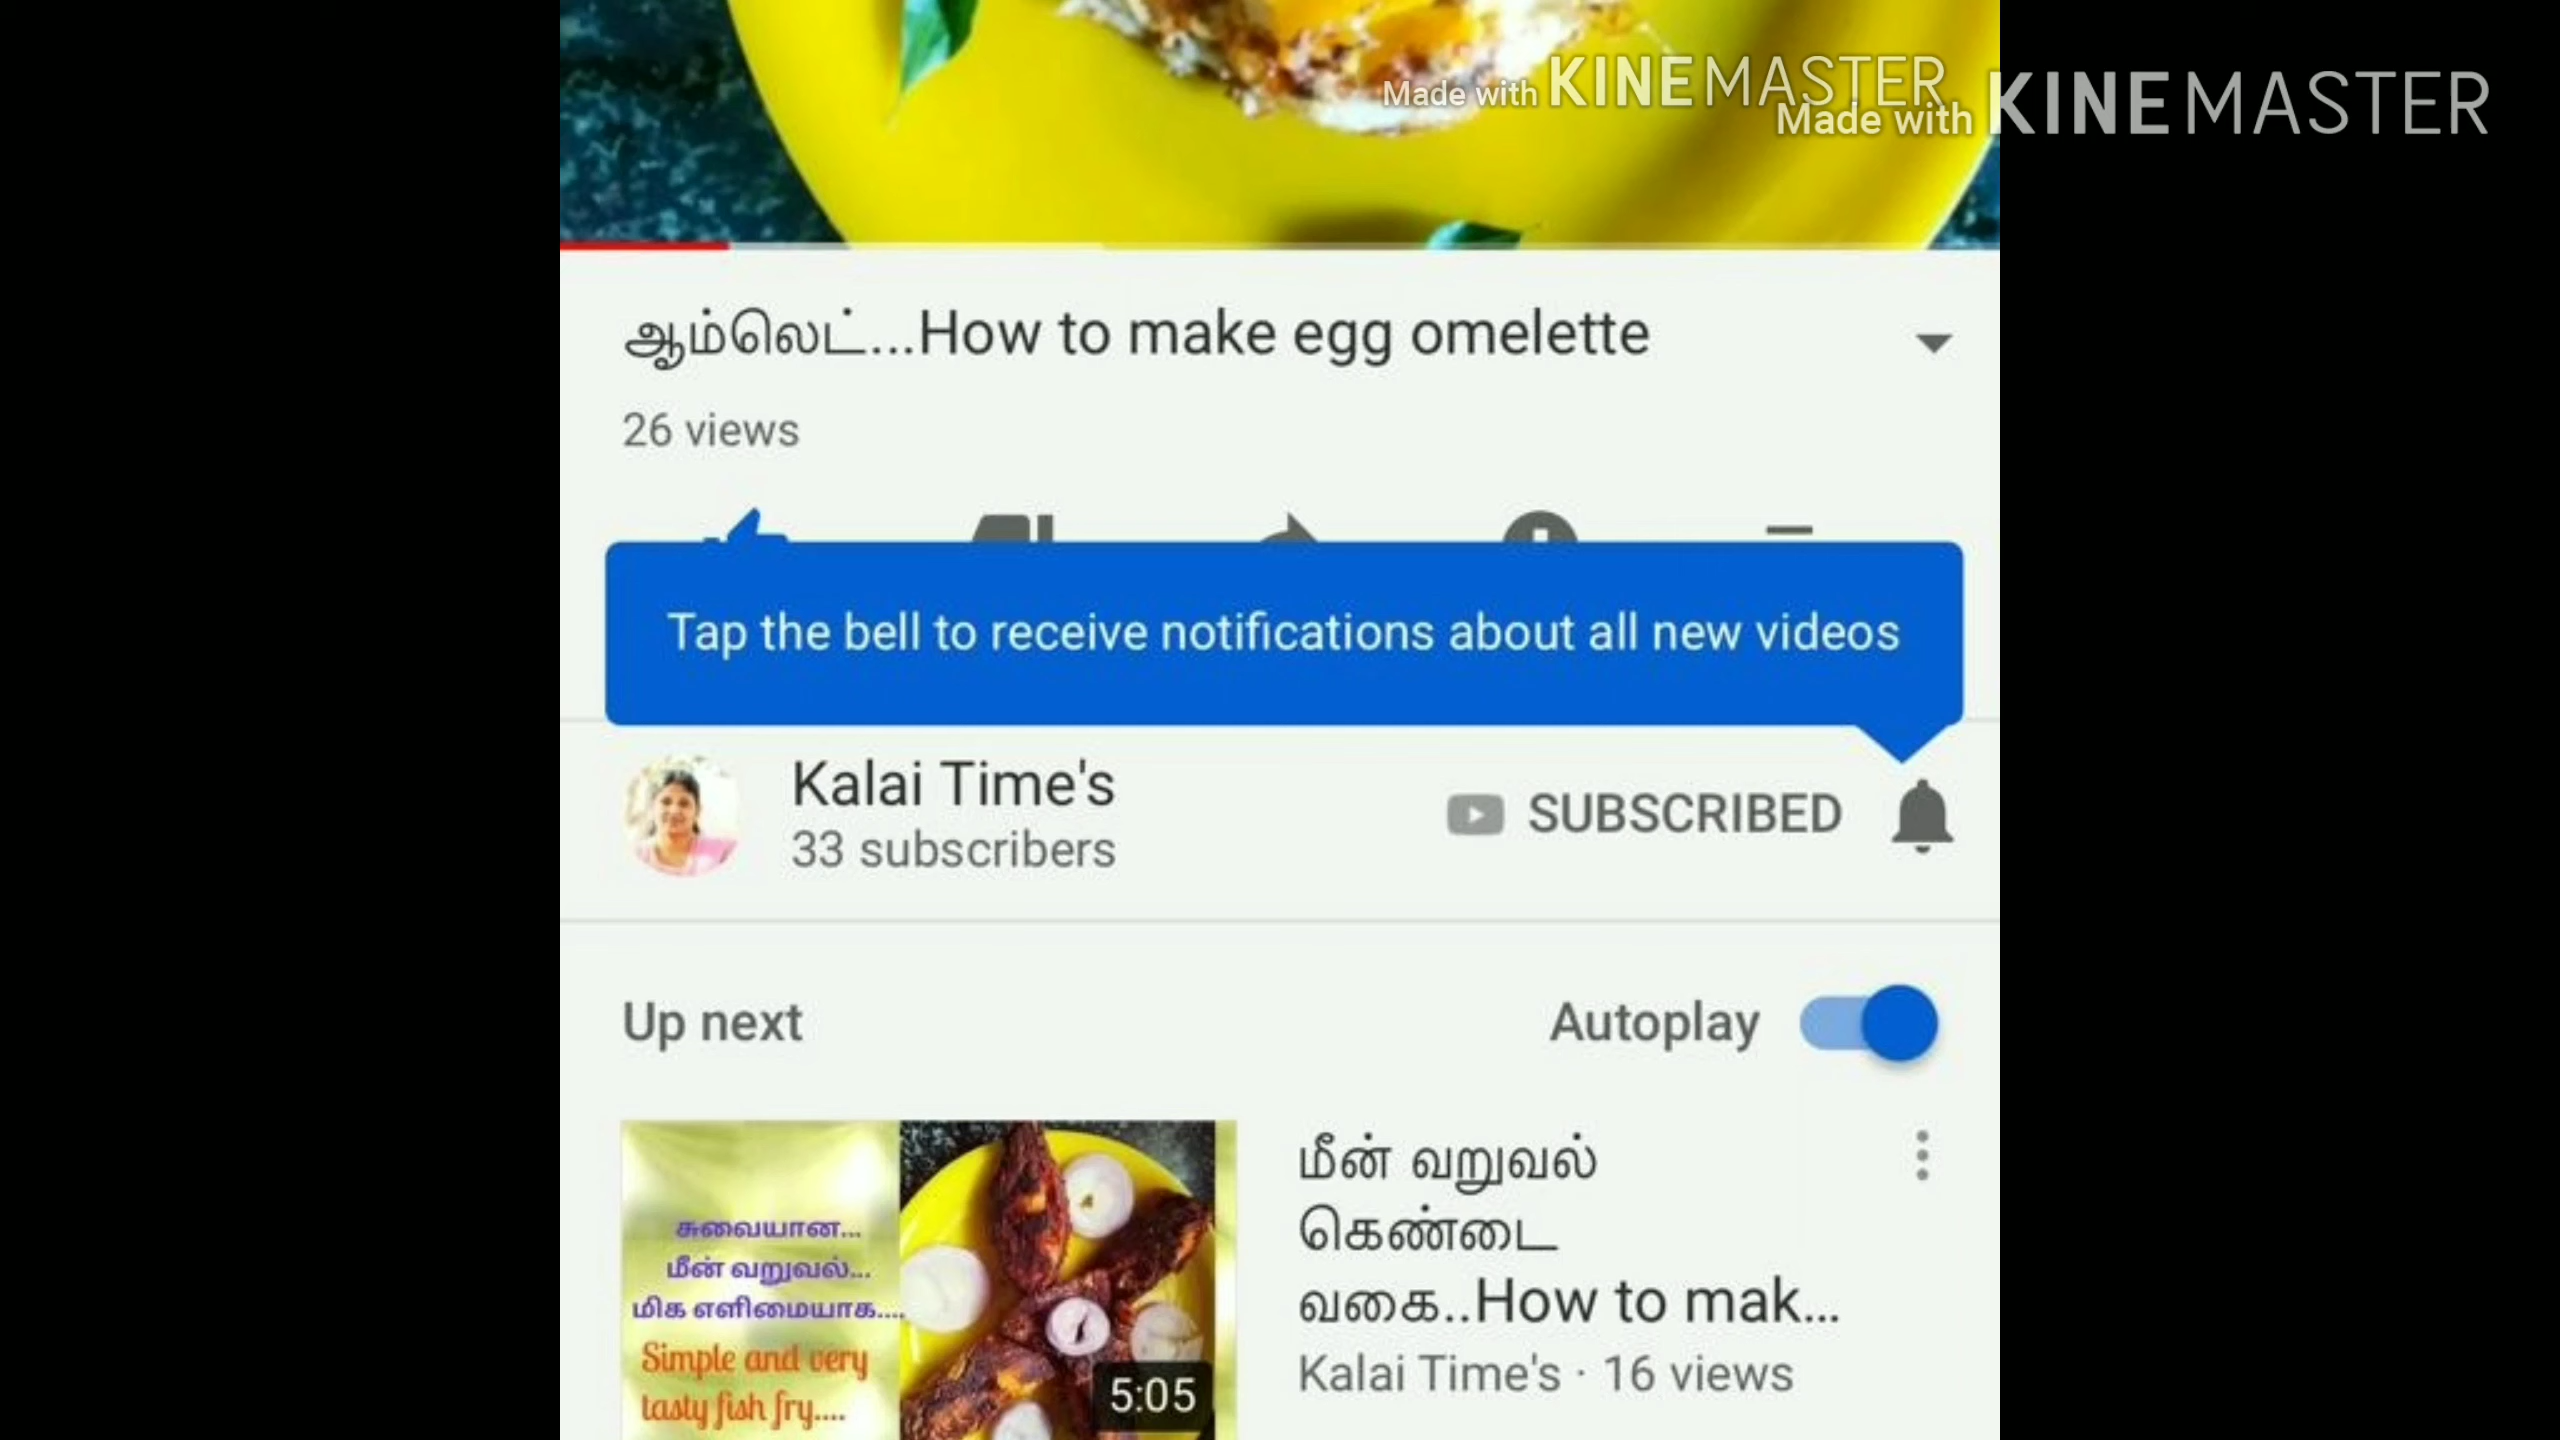 Made with KINEMASTER
Made with KINEMASTER
ஆம்லெட்...How to make egg omelette
26 views
Tap the bell to receive notifications about all new videos
Kalai Time's
33 subscribers
SUBSCRIBED
Up next
Autoplay
சுவையான...
மீன் வறுவல்...
மிக எளிமையாக....
Simple and very
tasty fish fry....
5:05
மீன் வறுவல்
கெண்டை
வகை..How to mak...
Kalai Time's · 16 views